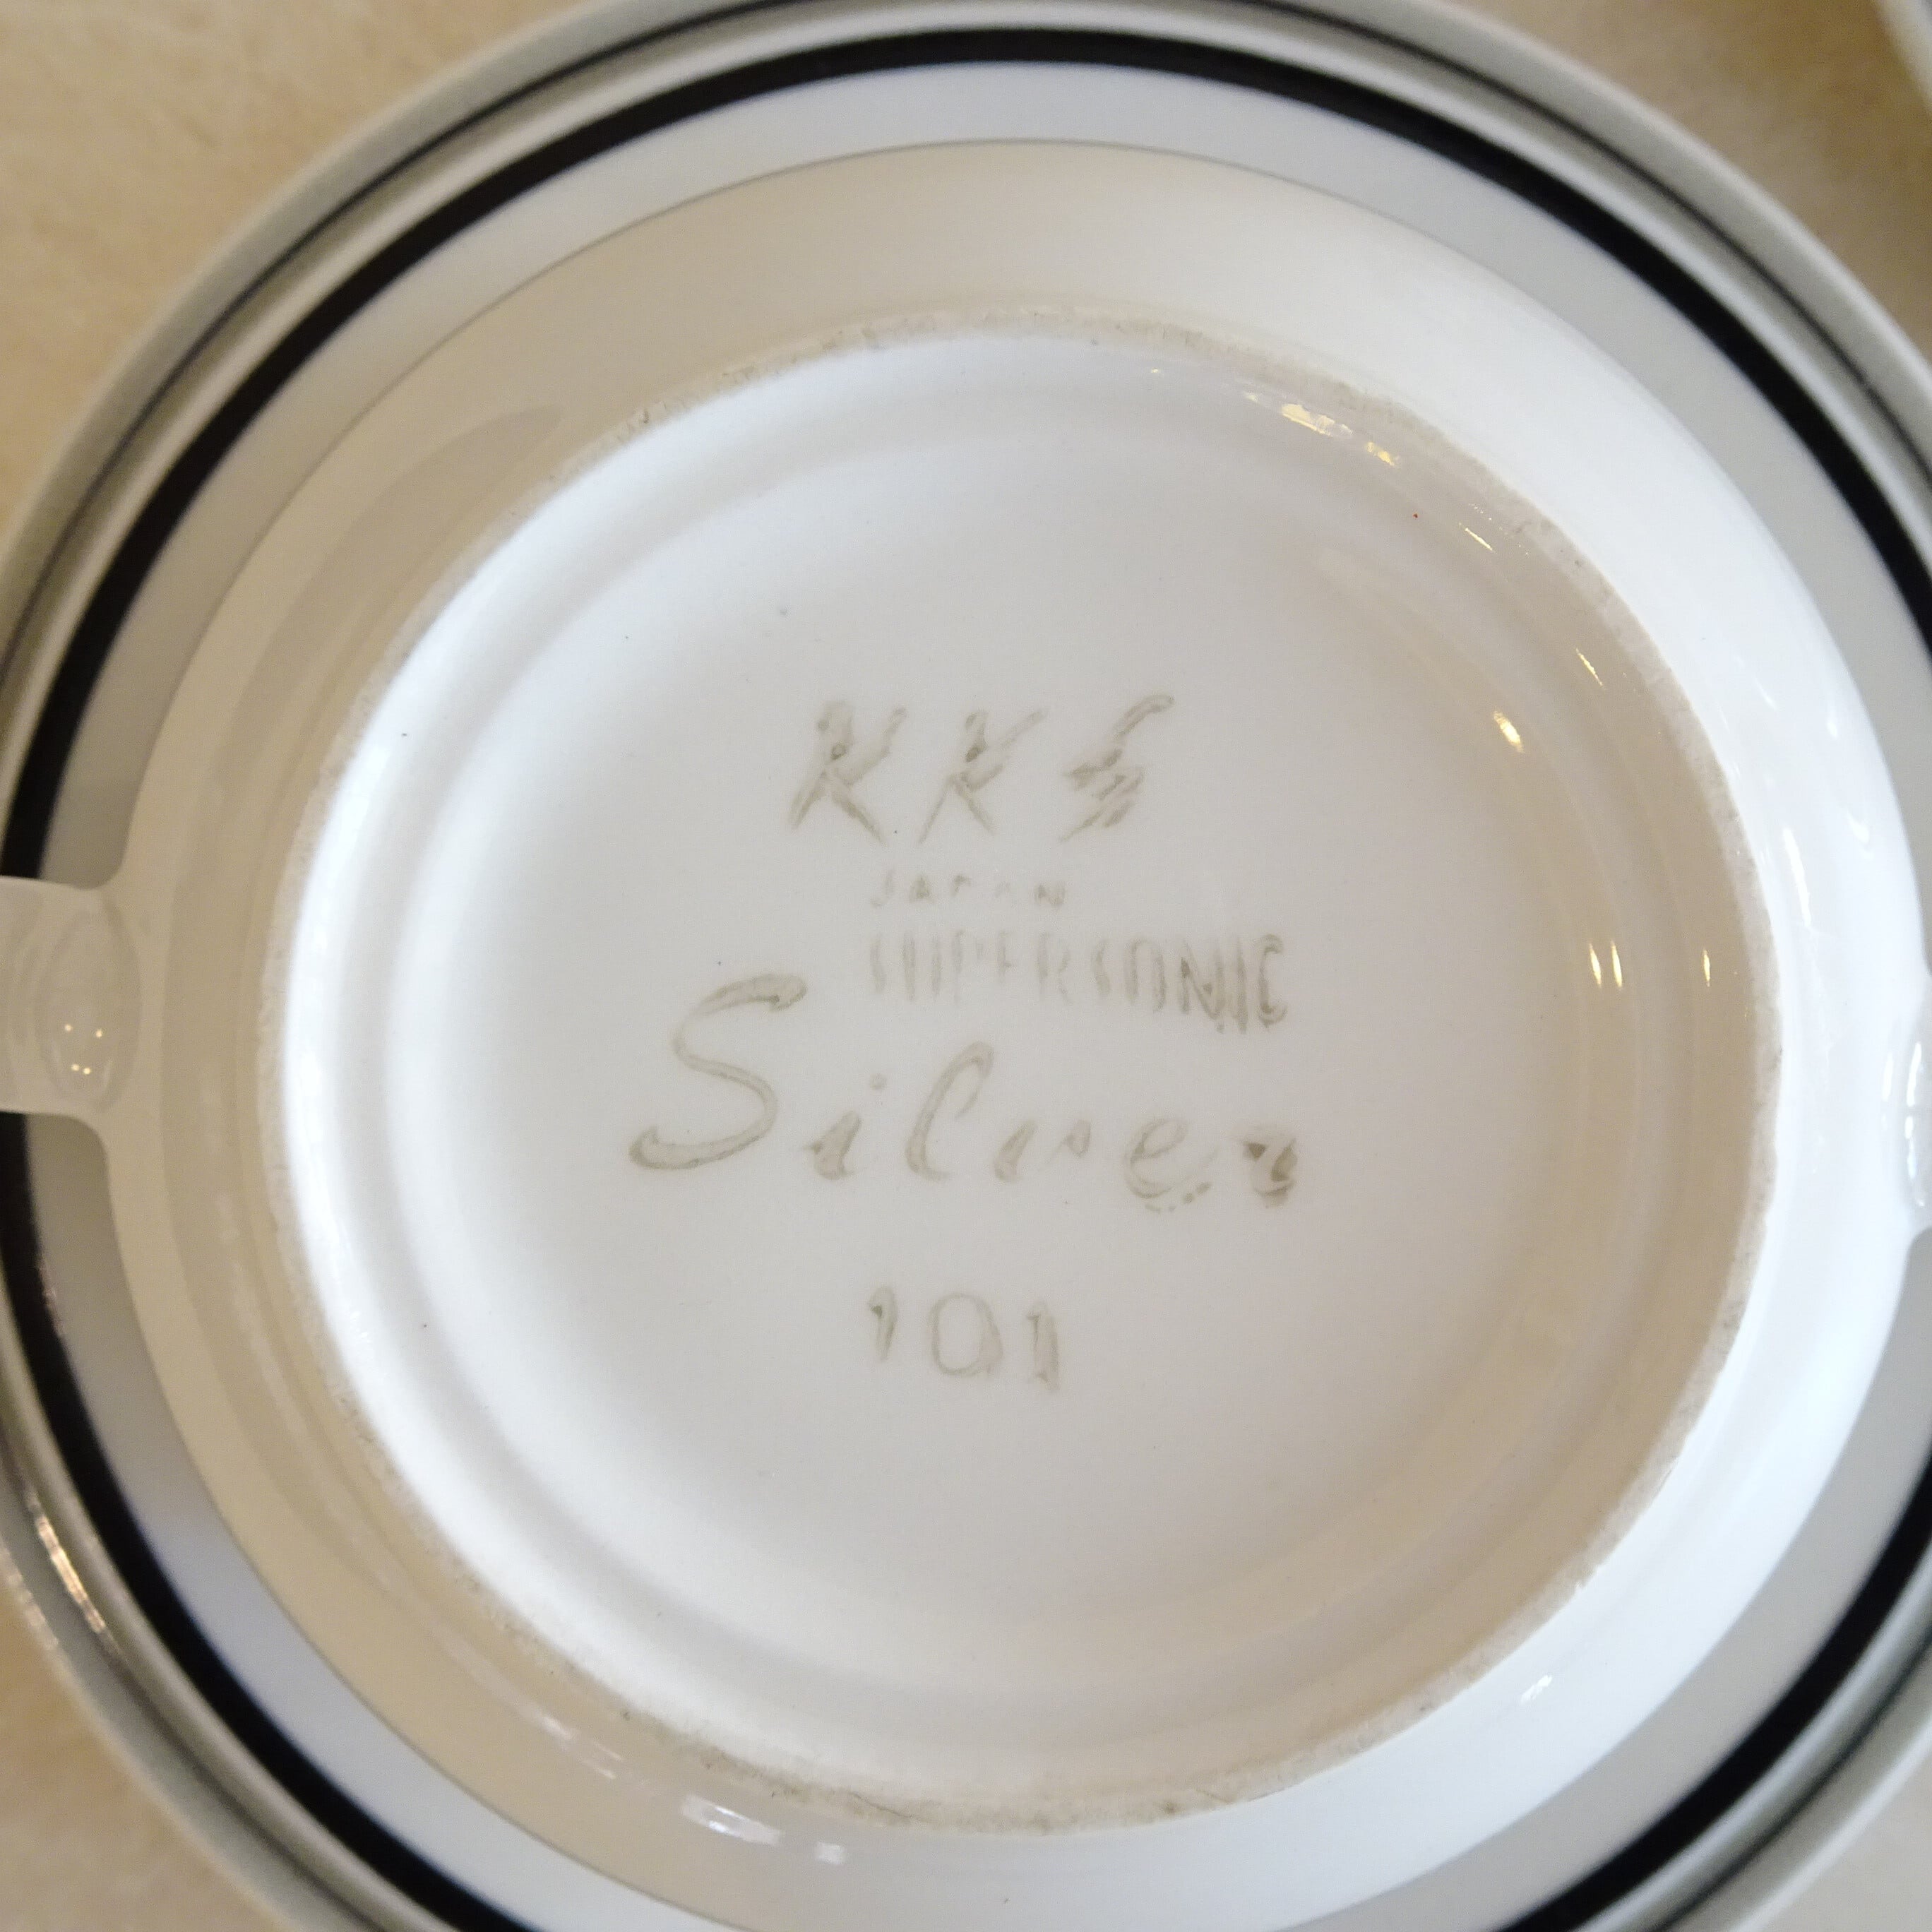 KKS
JAPAN
SUPERSONIC
Silver
101